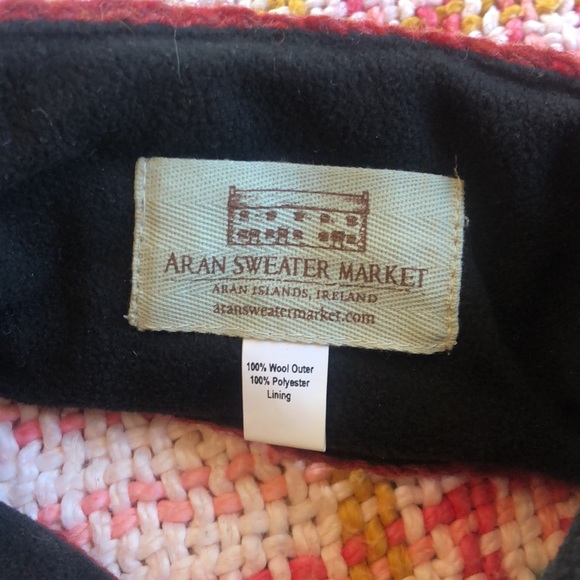 ARAN SWEATER MARKET
ARAN ISLANDS, IRELAND
aransweatermarket.com
100% Wool Outer
100% Polyester
Lining